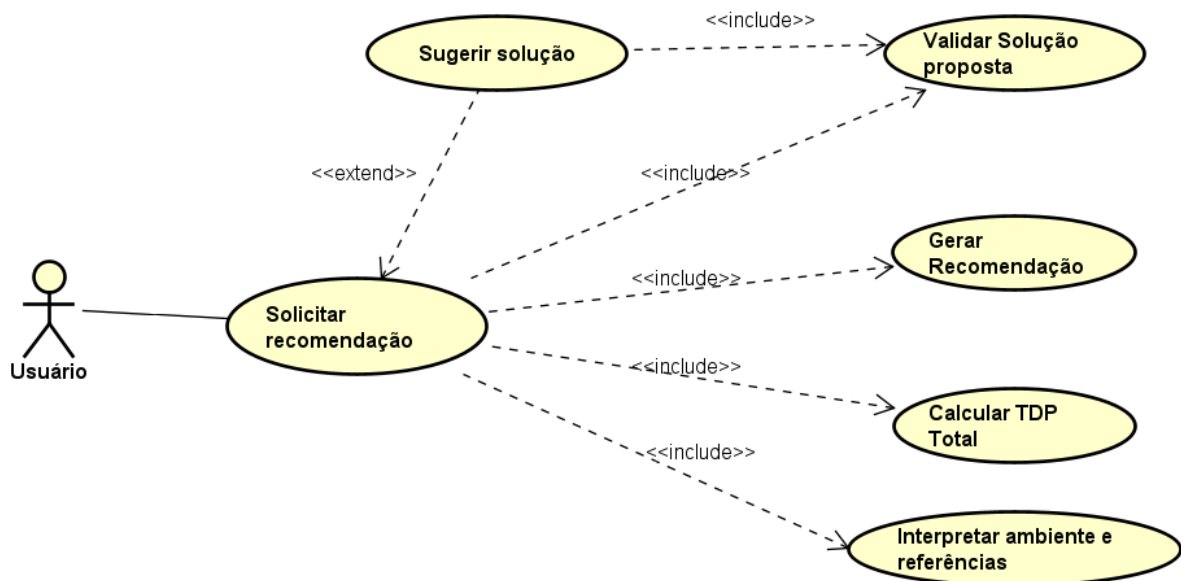 <<include>>
Sugerir solução
Validar Solução
proposta
<<extend>>
<<include>>
Gerar
Recomendação
<<include>>
Solicitar
recomendação
Usuário
<<include>>
Calcular TDP
Total
<<include>>
Interpretar ambiente e
referências